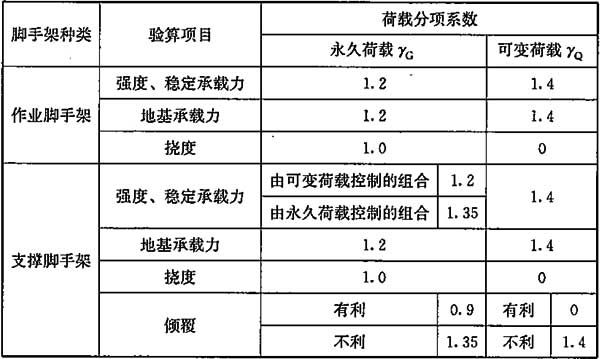 脚手架种类 验算项目 荷载分项系数
永久荷载 γG 可变荷载 γQ
作业脚手架 强度、稳定承载力 1.2 1.4
地基承载力 1.2 1.4
挠度 1.0 0
支撑脚手架 强度、稳定承载力 由可变荷载控制的组合 1.2 1.4
由永久荷载控制的组合 1.35
地基承载力 1.2 1.4
挠度 1.0 0
倾覆 有利 0.9 有利 0
不利 1.35 不利 1.4